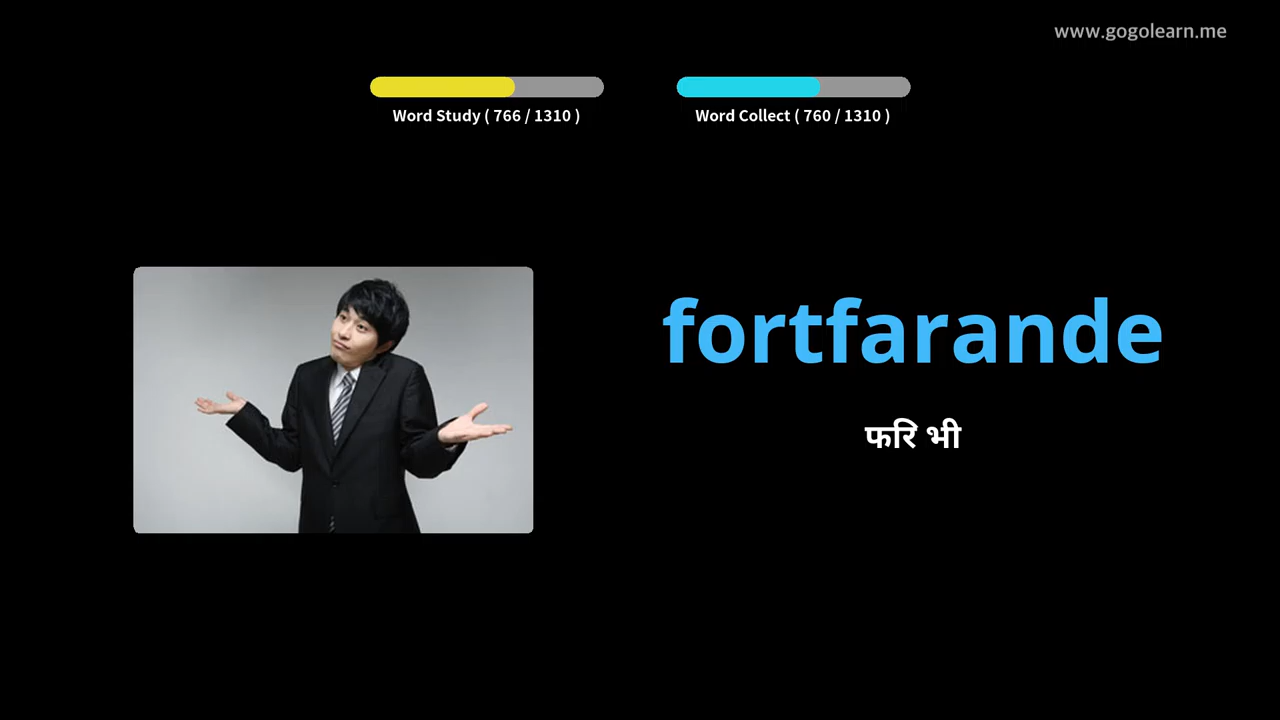 www.gogolearn.me
Word Study ( 766 / 1310 )
Word Collect ( 760 / 1310 )
fortfarande
फरि भी